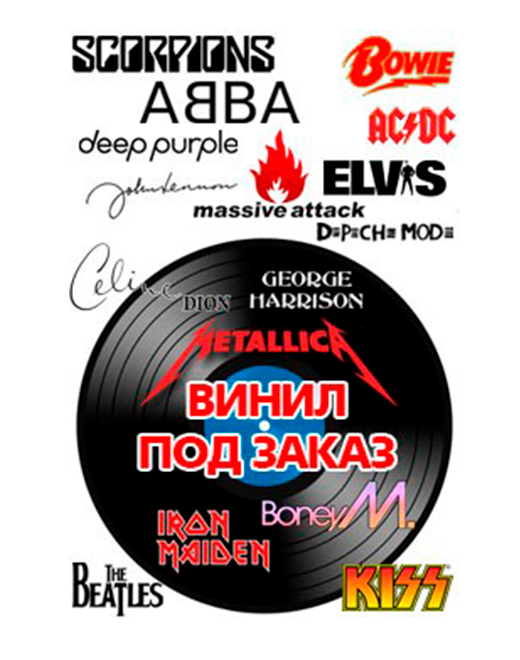 SCORPIONS
BOWIE
ABBA
AC/DC
deep purple
ELVIS
John Lennon
massive attack
DEPECHE MODE
Celine
DION
GEORGE
HARRISON
METALLICA
ВИНИЛ
ПОД ЗАКАЗ
Boney M.
IRON
MAIDEN
THE
BEATLES
KISS